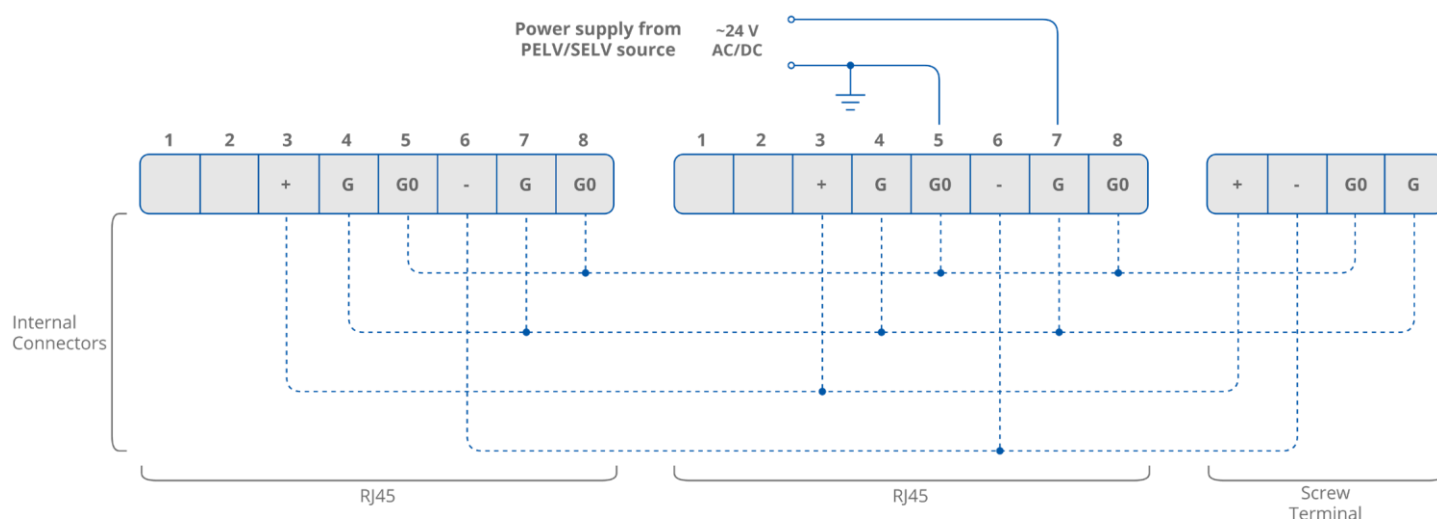 Power supply from ~24 V
PELV/SELV source AC/DC
1 2 3 4 5 6 7 8 1 2 3 4 5 6 7 8
+ G G0 - G G0 + G G0 - G G0 + - G0 G
Internal
Connectors
RJ45 RJ45 Screw
Terminal